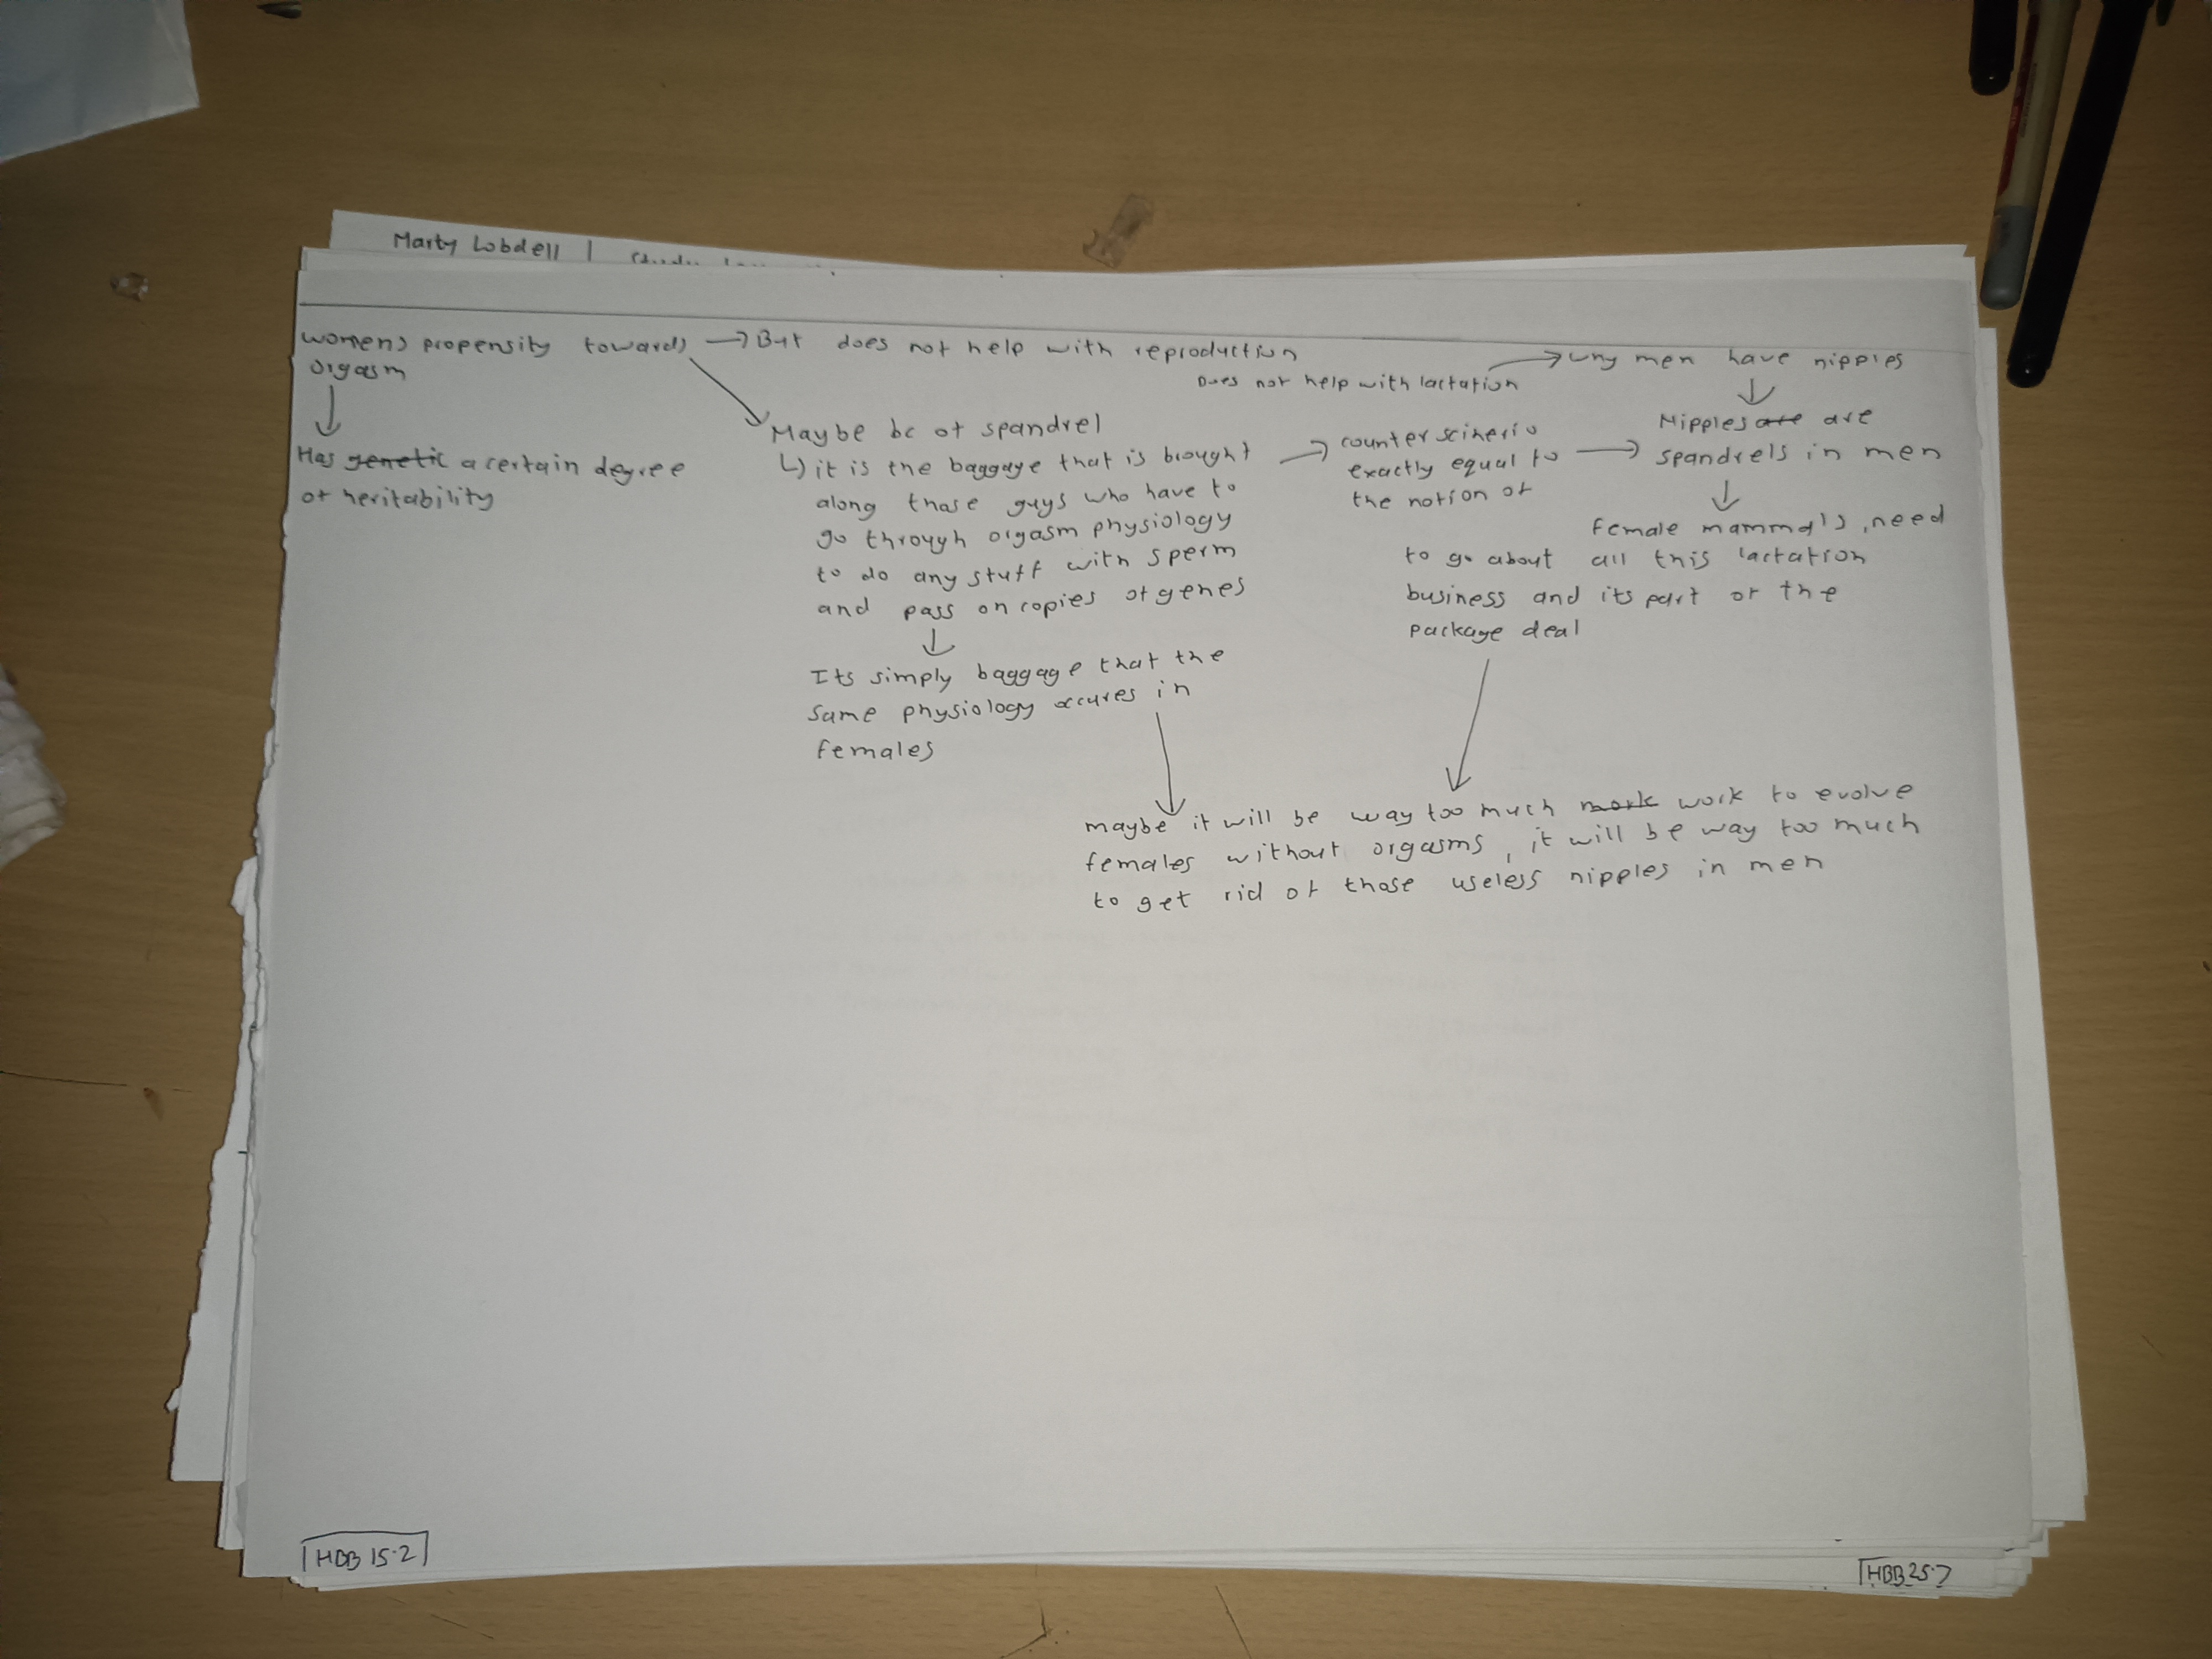 Marty Lobdell |
Womens propensity towards → But does not help with reproduction
orgasm
Does not help with lactation → Why men have nipples
Has genetic a certain degree
of heritability
Maybe bc of spandrel
↳ it is the baggage that is brought
along those guys who have to
go through orgasm physiology
to do any stuff with sperm
and pass on copies of genes
Its simply baggage that the
same physiology occures in
females
→ counter scinerio
exactly equal to →
the notion of
Nipples are are
spandrels in men
Female mammals, need
to go about all this lactation
business and its part of the
package deal
maybe it will be way too much work work to evolve
females without orgasms, it will be way too much
to get rid of those useless nipples in men
HBB 15.2
HBB 25.7